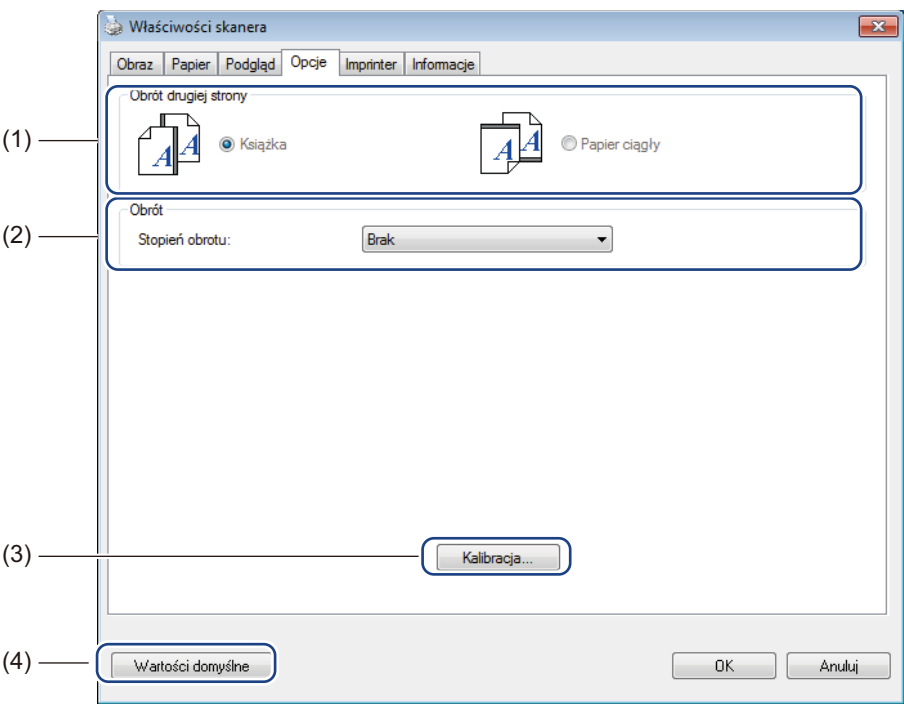 Właściwości skanera
Obraz Papier Podgląd Opcje Imprinter Informacje
Obrót drugiej strony
(1)
A A Książka A A Papier ciągły
Obrót
(2) Stopień obrotu: Brak
(3) Kalibracja...
(4) Wartości domyślne OK Anuluj